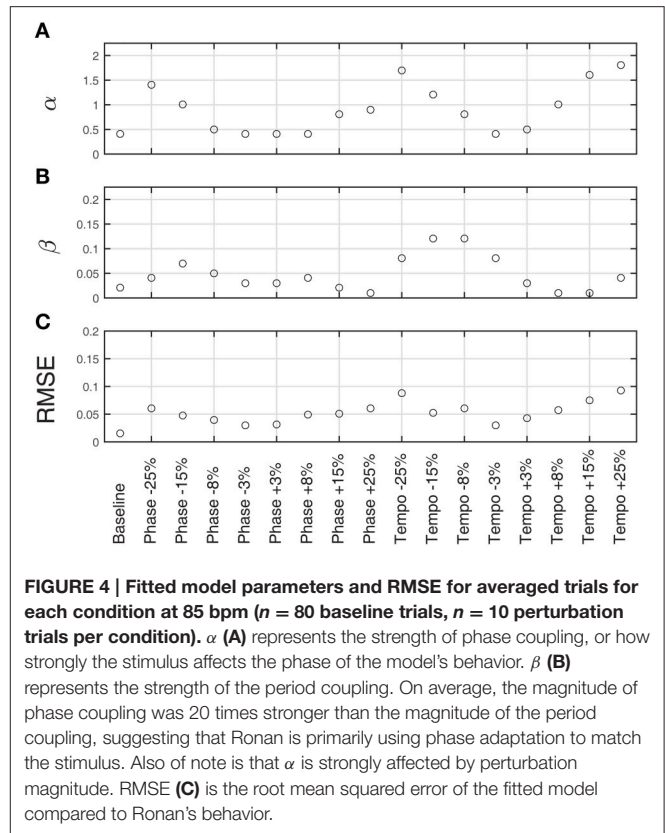 A
α
2
1.5
1
0.5
0
B
β
0.2
0.15
0.1
0.05
0
C
RMSE
0.2
0.15
0.1
0.05
0
Baseline
Phase -25%
Phase -15%
Phase -8%
Phase -3%
Phase +3%
Phase +8%
Phase +15%
Phase +25%
Tempo -25%
Tempo -15%
Tempo -8%
Tempo -3%
Tempo +3%
Tempo +8%
Tempo +15%
Tempo +25%
FIGURE 4 | Fitted model parameters and RMSE for averaged trials for
each condition at 85 bpm (n = 80 baseline trials, n = 10 perturbation
trials per condition). α (A) represents the strength of phase coupling, or how
strongly the stimulus affects the phase of the model's behavior. β (B)
represents the strength of the period coupling. On average, the magnitude of
phase coupling was 20 times stronger than the magnitude of the period
coupling, suggesting that Ronan is primarily using phase adaptation to match
the stimulus. Also of note is that α is strongly affected by perturbation
magnitude. RMSE (C) is the root mean squared error of the fitted model
compared to Ronan's behavior.